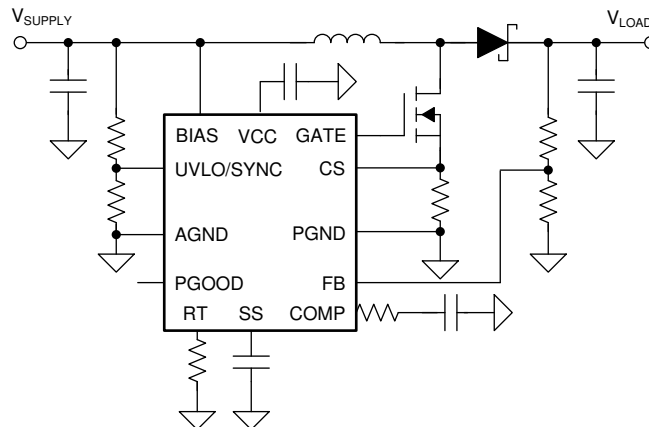 VSUPPLY
VLOAD
BIAS
VCC
GATE
UVLO/SYNC
CS
AGND
PGND
PGOOD
FB
RT
SS
COMP